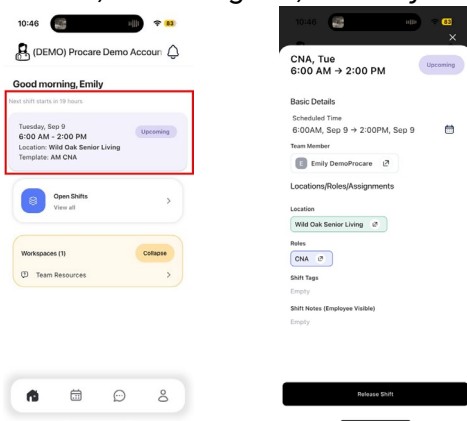 10:46
83
(DEMO) Procare Demo Accoun
Good morning, Emily
Next shift starts in 19 hours
Tuesday, Sep 9
6:00 AM - 2:00 PM
Location: Wild Oak Senior Living
Template: AM CNA
Upcoming
Open Shifts
View all
Workspaces (1)
Collapse
Team Resources
10:46
83
CNA, Tue
6:00 AM → 2:00 PM
Upcoming
Basic Details
Scheduled Time
6:00AM, Sep 9 → 2:00PM, Sep 9
Team Member
E Emily DemoProcare
Locations/Roles/Assignments
Location
Wild Oak Senior Living
Roles
CNA
Shift Tags
Empty
Shift Notes (Employee Visible)
Empty
Release Shift